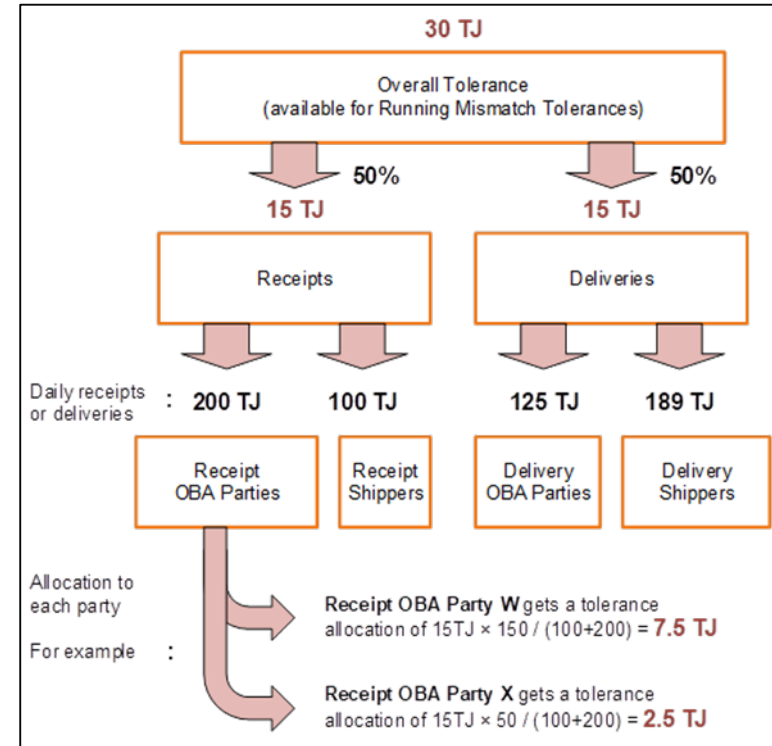 30 TJ
Overall Tolerance
(available for Running Mismatch Tolerances)
50%
50%
15 TJ
15 TJ
Receipts
Deliveries
Daily receipts
or deliveries
:
200 TJ
100 TJ
125 TJ
189 TJ
Receipt
OBA Parties
Receipt
Shippers
Delivery
OBA Parties
Delivery
Shippers
Allocation to
each party
For example :
Receipt OBA Party W gets a tolerance
allocation of 15TJ × 150 / (100+200) = 7.5 TJ
Receipt OBA Party X gets a tolerance
allocation of 15TJ × 50 / (100+200) = 2.5 TJ